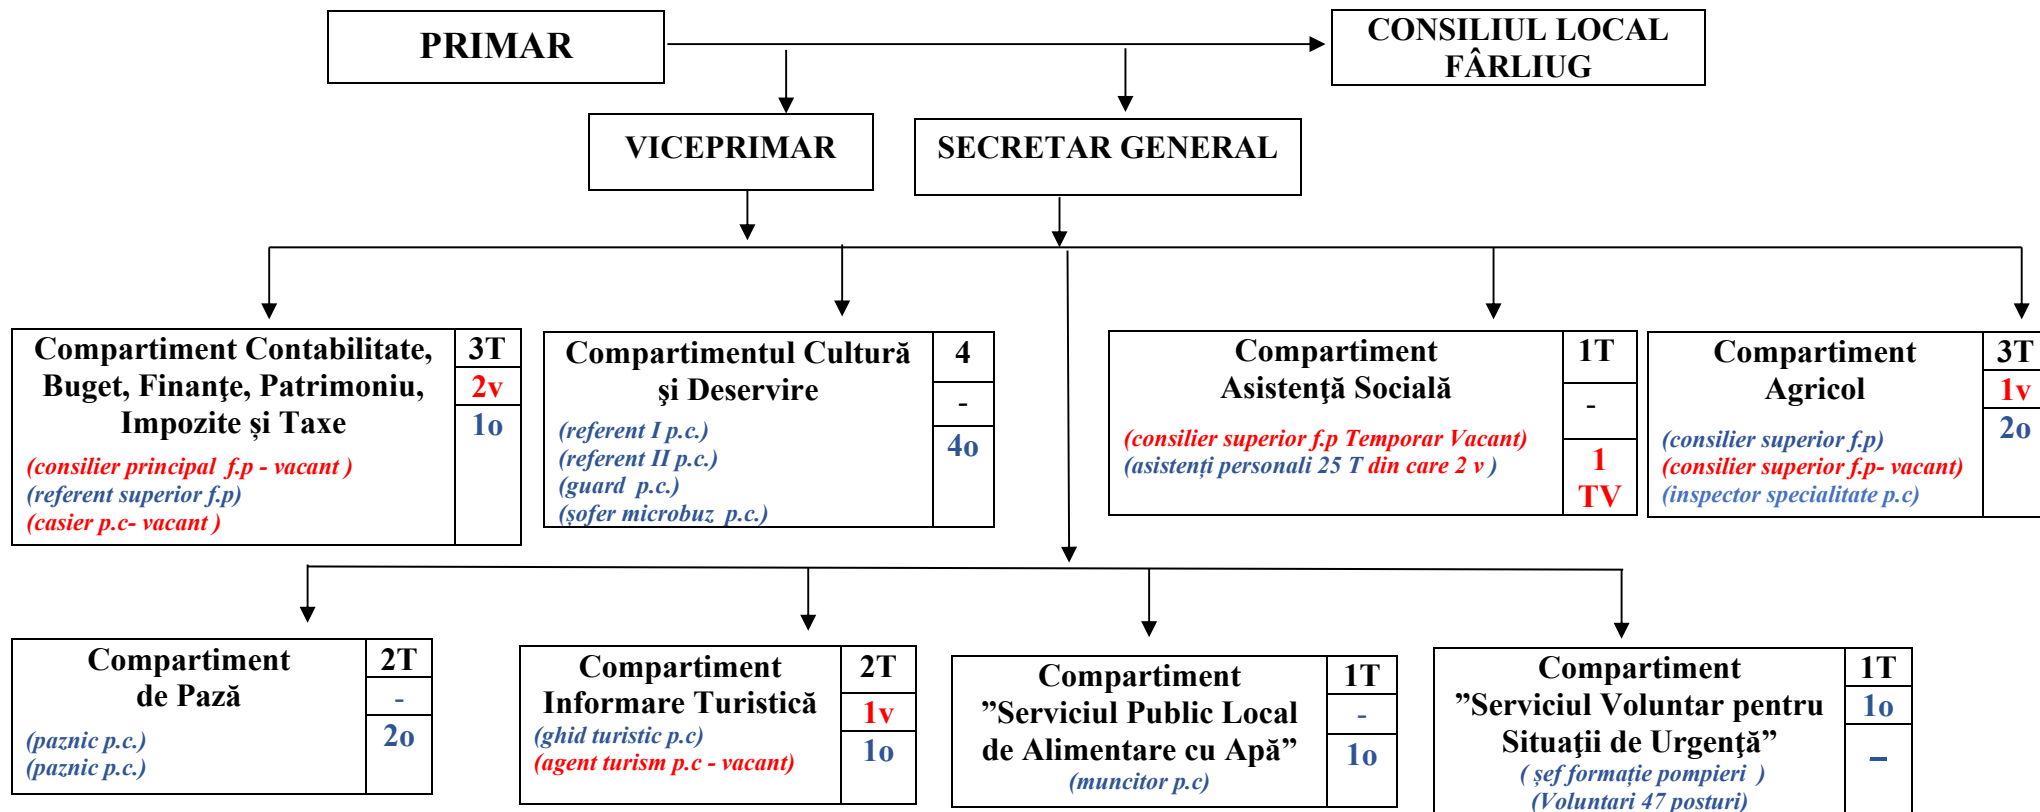 PRIMAR
CONSILIUL LOCAL
FÂRLIUG
VICEPRIMAR
SECRETAR GENERAL
Compartiment Contabilitate,
Buget, Finanţe, Patrimoniu,
Impozite și Taxe
(consilier principal f.p - vacant )
(referent superior f.p)
(casier p.c- vacant )
3T
2v
1o
Compartimentul Cultură
şi Deservire
(referent I p.c.)
(referent II p.c.)
(guard p.c.)
(șofer microbuz p.c.)
4
-
4o
Compartiment
Asistenţă Socială
(consilier superior f.p Temporar Vacant)
(asistenți personali 25 T din care 2 v )
1T
-
1
TV
Compartiment
Agricol
(consilier superior f.p)
(consilier superior f.p- vacant)
(inspector specialitate p.c)
3T
1v
2o
Compartiment
de Pază
(paznic p.c.)
(paznic p.c.)
2T
-
2o
Compartiment
Informare Turistică
(ghid turistic p.c)
(agent turism p.c - vacant)
2T
1v
1o
Compartiment
”Serviciul Public Local
de Alimentare cu Apă”
(muncitor p.c)
1T
-
1o
Compartiment
”Serviciul Voluntar pentru
Situaţii de Urgenţă”
( șef formație pompieri )
(Voluntari 47 posturi)
1T
1o
–